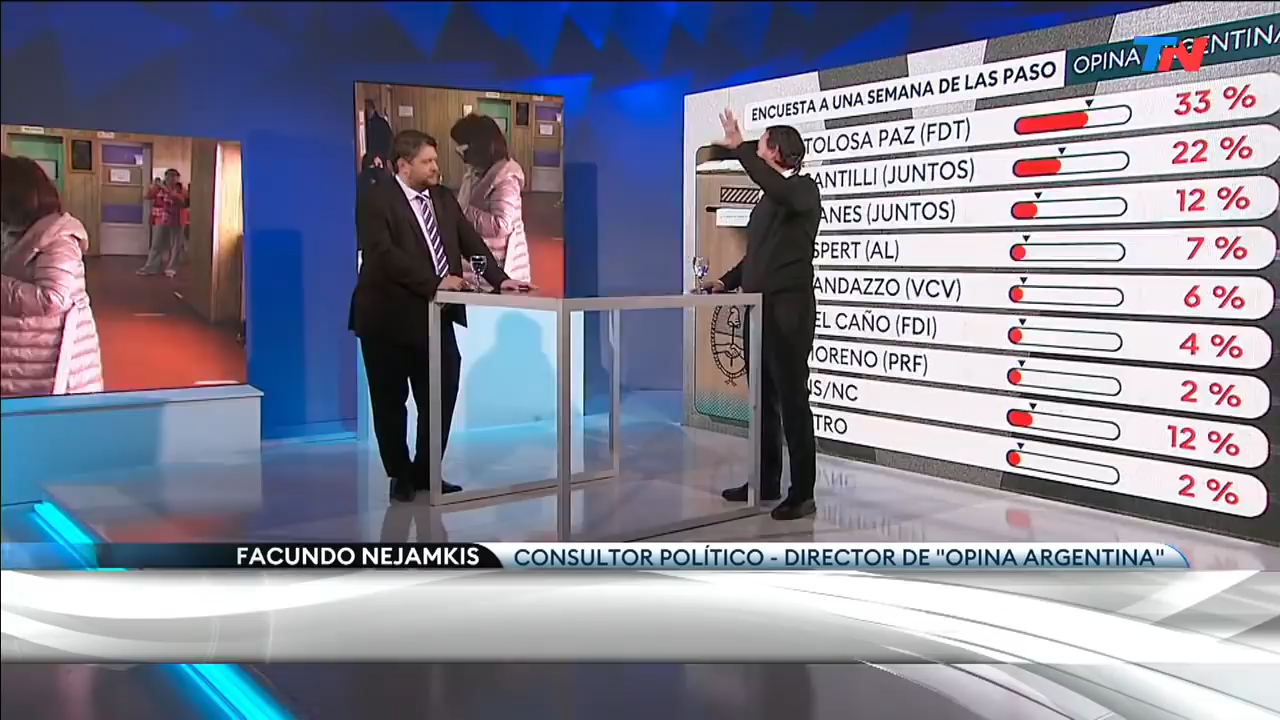 OPINA ARGENTINA
TN
ENCUESTA A UNA SEMANA DE LAS PASO
TOLOSA PAZ (FDT) 33 %
ANTILLI (JUNTOS) 22 %
ANES (JUNTOS) 12 %
SPERT (AL) 7 %
ANDAZZO (VCV) 6 %
EL CAÑO (FDI) 4 %
MORENO (PRF) 2 %
NS/NC 12 %
TRO 2 %
FACUNDO NEJAMKIS CONSULTOR POLÍTICO - DIRECTOR DE "OPINA ARGENTINA"